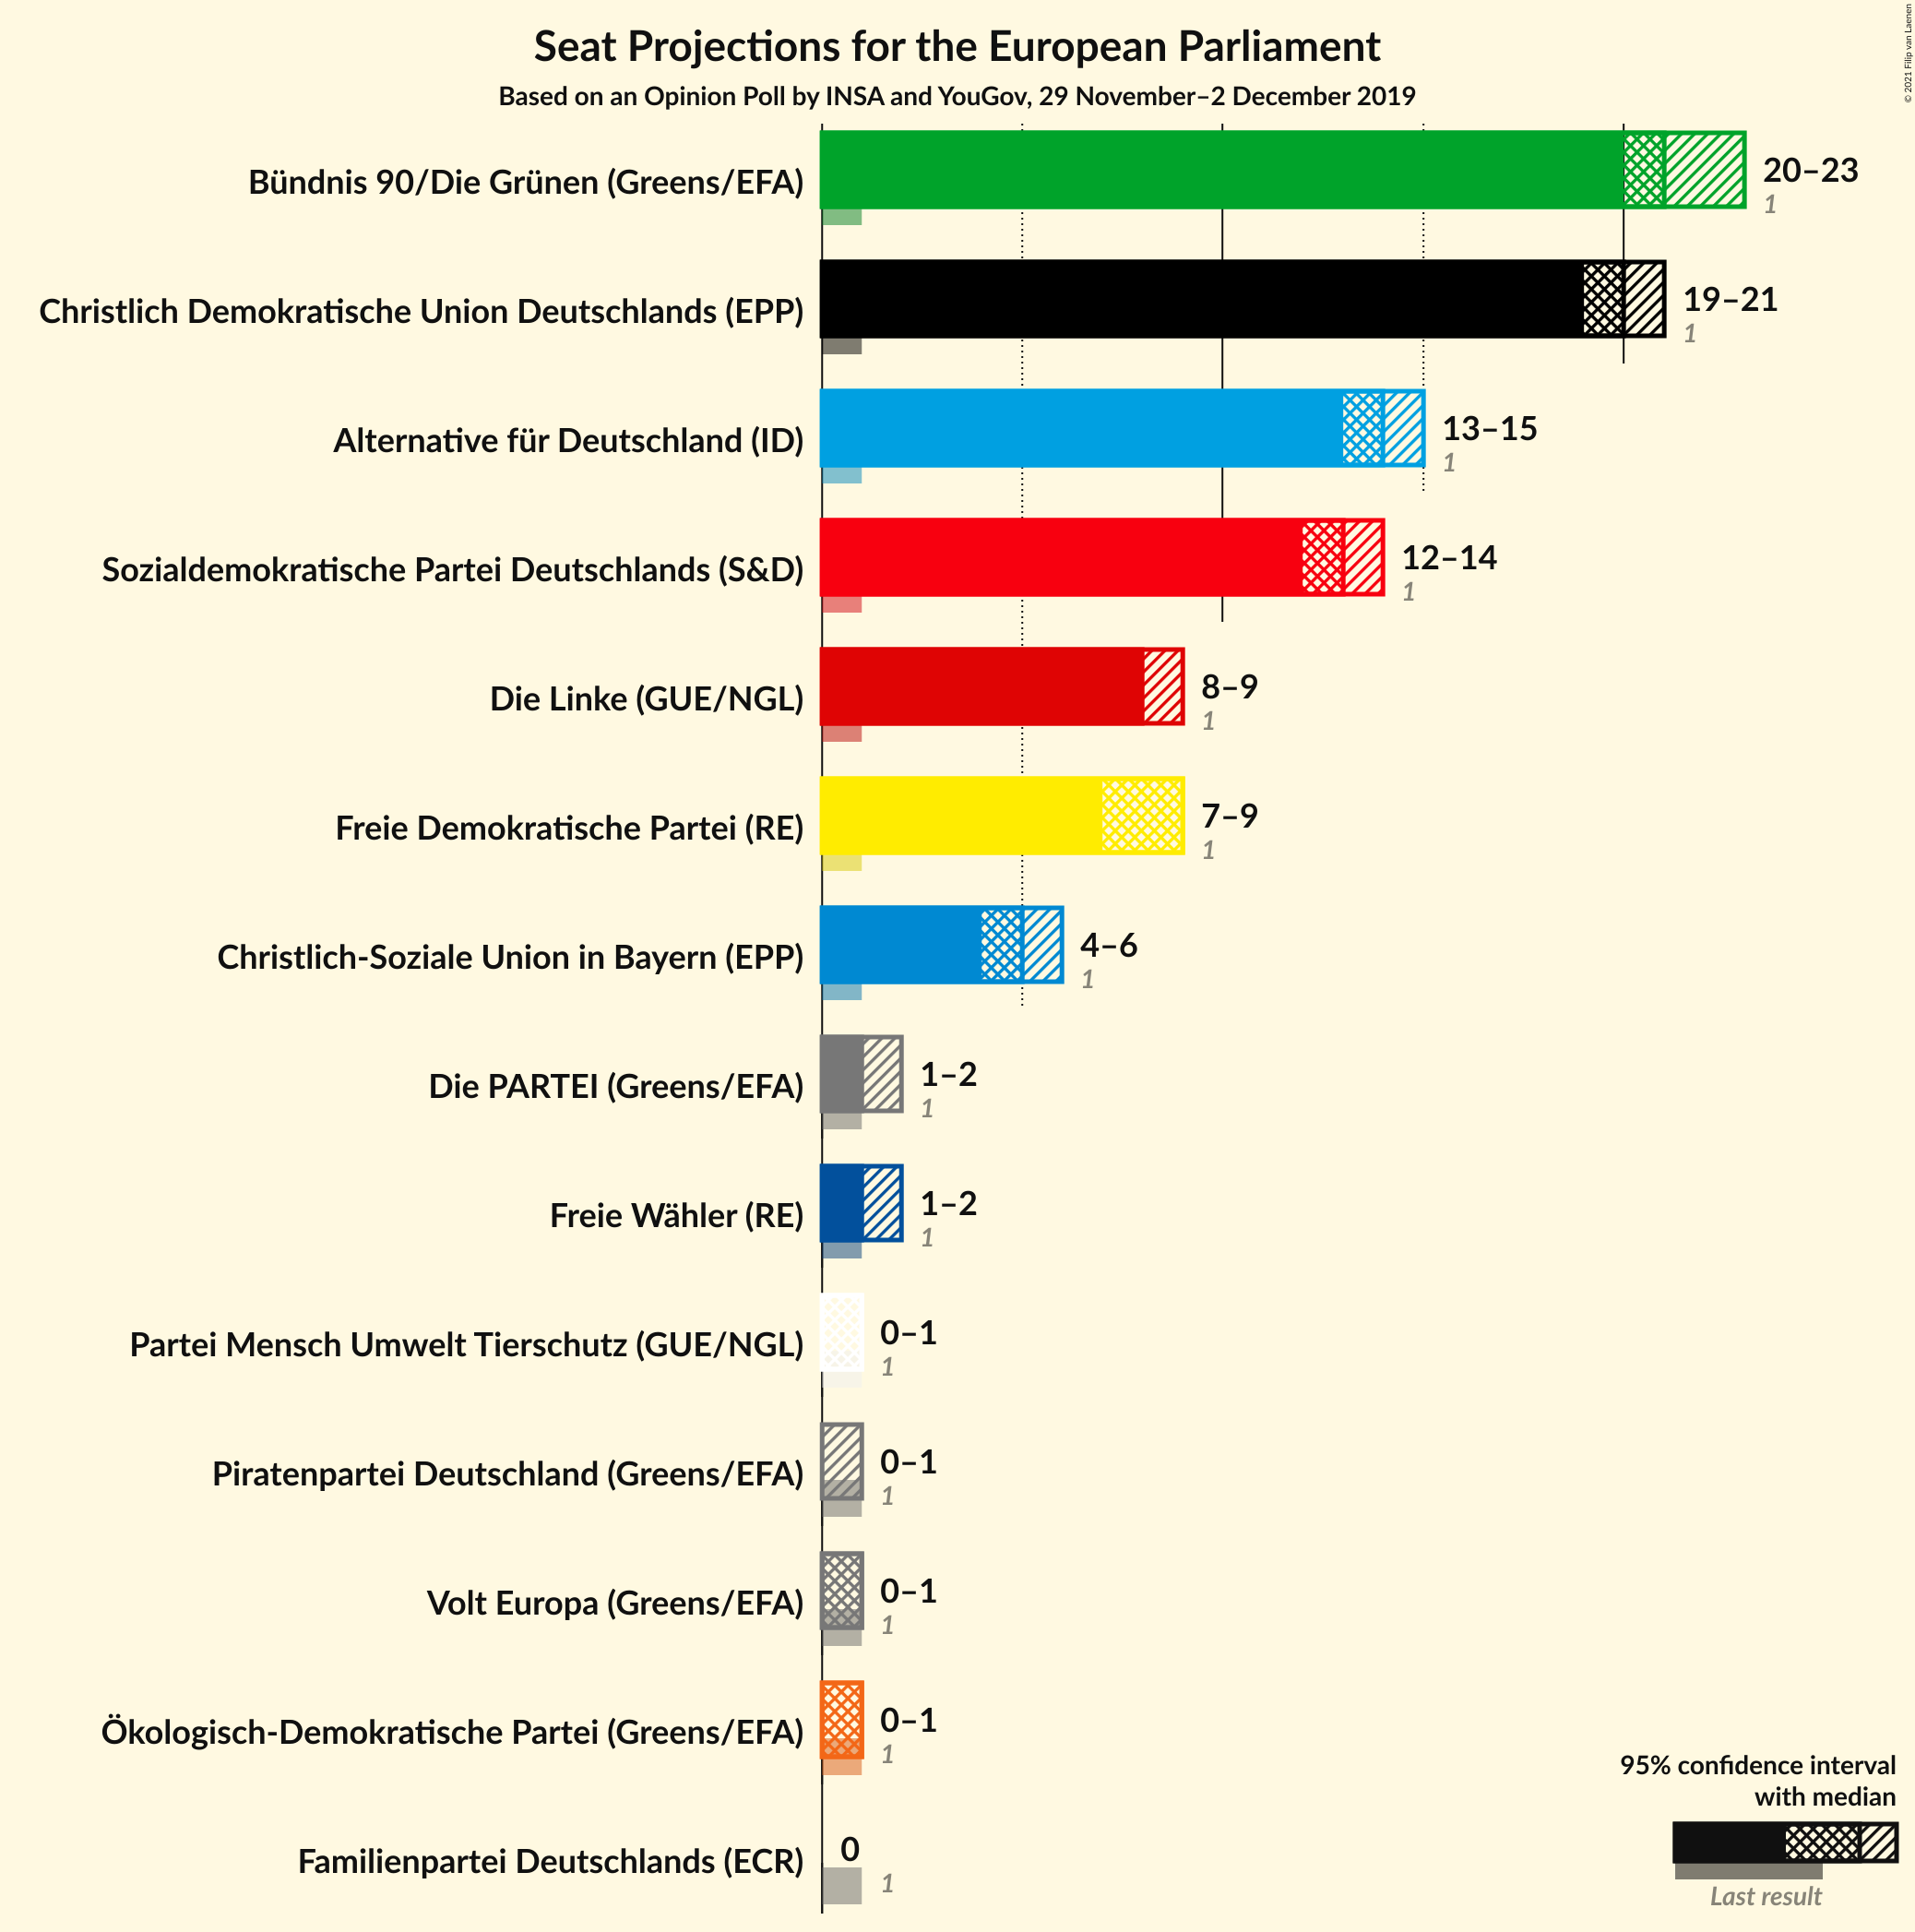 Seat Projections for the European Parliament
Based on an Opinion Poll by INSA and YouGov, 29 November–2 December 2019
© 2021 Filip van Laenen
Bündnis 90/Die Grünen (Greens/EFA)
20–23
1
Christlich Demokratische Union Deutschlands (EPP)
19–21
1
Alternative für Deutschland (ID)
13–15
1
Sozialdemokratische Partei Deutschlands (S&D)
12–14
1
Die Linke (GUE/NGL)
8–9
1
Freie Demokratische Partei (RE)
7–9
1
Christlich-Soziale Union in Bayern (EPP)
4–6
1
Die PARTEI (Greens/EFA)
1–2
1
Freie Wähler (RE)
1–2
1
Partei Mensch Umwelt Tierschutz (GUE/NGL)
0–1
1
Piratenpartei Deutschland (Greens/EFA)
0–1
1
Volt Europa (Greens/EFA)
0–1
1
Ökologisch-Demokratische Partei (Greens/EFA)
0–1
1
Familienpartei Deutschlands (ECR)
0
1
95% confidence interval
with median
Last result